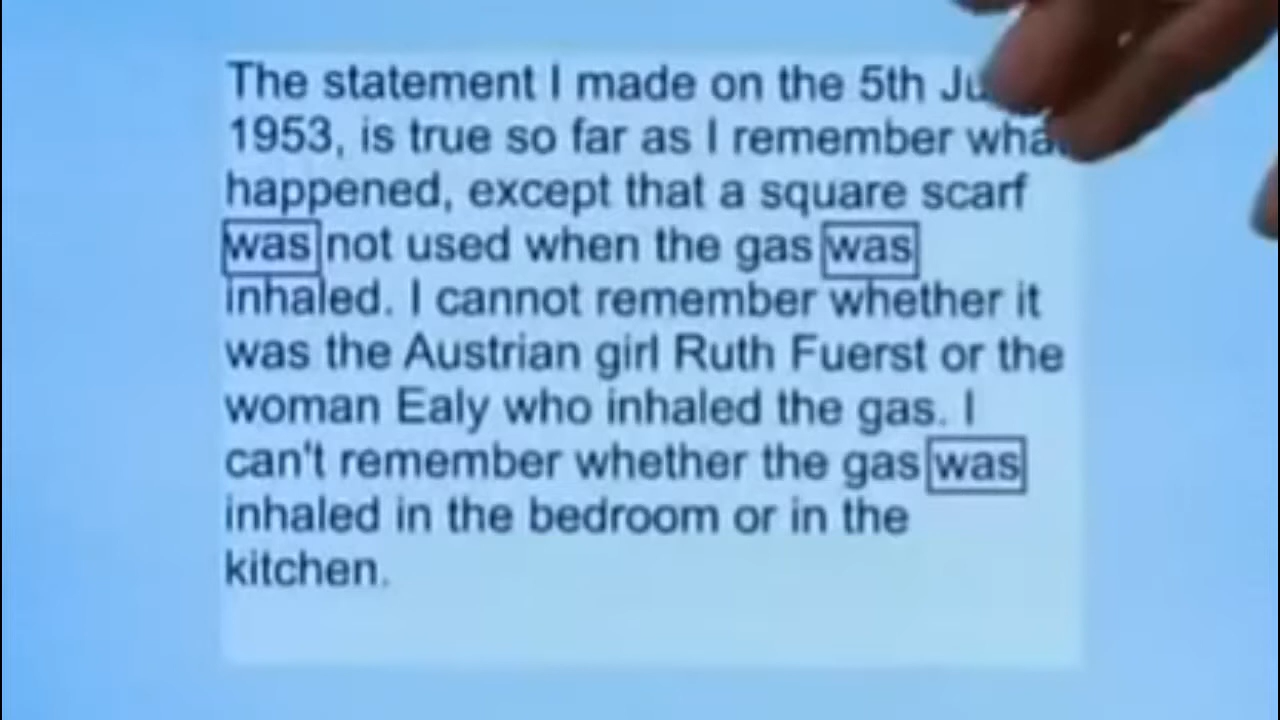 The statement I made on the 5th
1953, is true so far as I remember
happened, except that a square scarf
was not used when the gas was
inhaled. I cannot remember whether it
was the Austrian girl Ruth Fuerst or the
woman Ealy who inhaled the gas. I
can't remember whether the gas was
inhaled in the bedroom or in the
kitchen.